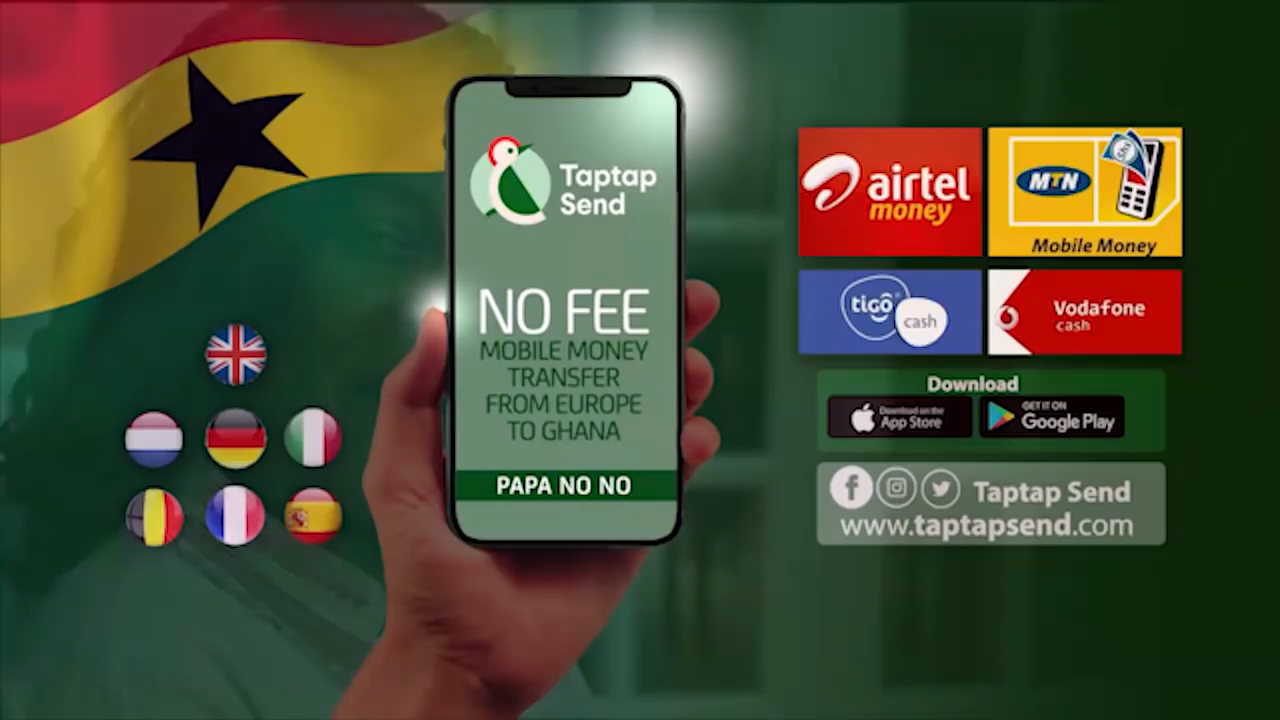 Taptap
Send
NO FEE
MOBILE MONEY
TRANSFER
FROM EUROPE
TO GHANA
PAPA NO NO
airtel
money
MTN
Mobile Money
tigo
cash
Vodafone
cash
Download
Download on the
App Store
GET IT ON
Google Play
Taptap Send
www.taptapsend.com